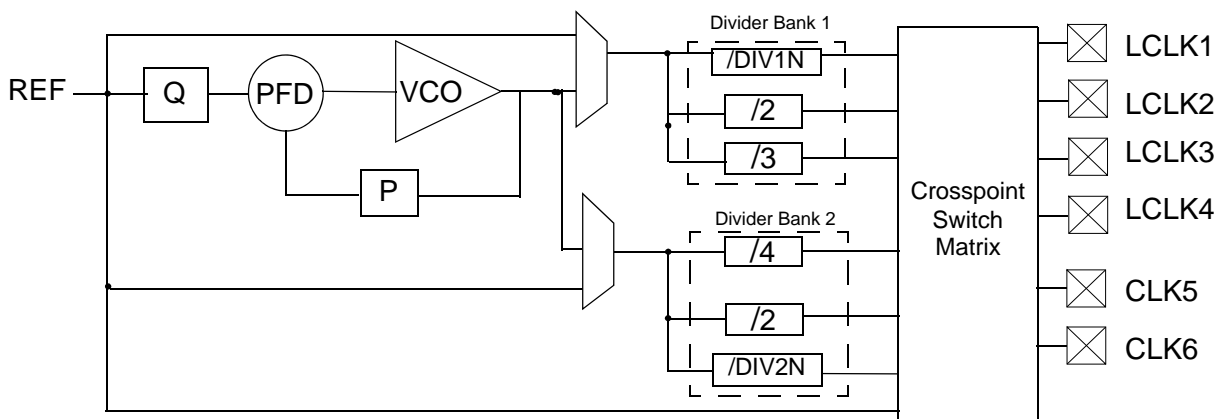 Divider Bank 1
/DIV1N
/2
/3
REF
Q
PFD
VCO
P
Divider Bank 2
/4
/2
/DIV2N
Crosspoint
Switch
Matrix
LCLK1
LCLK2
LCLK3
LCLK4
CLK5
CLK6